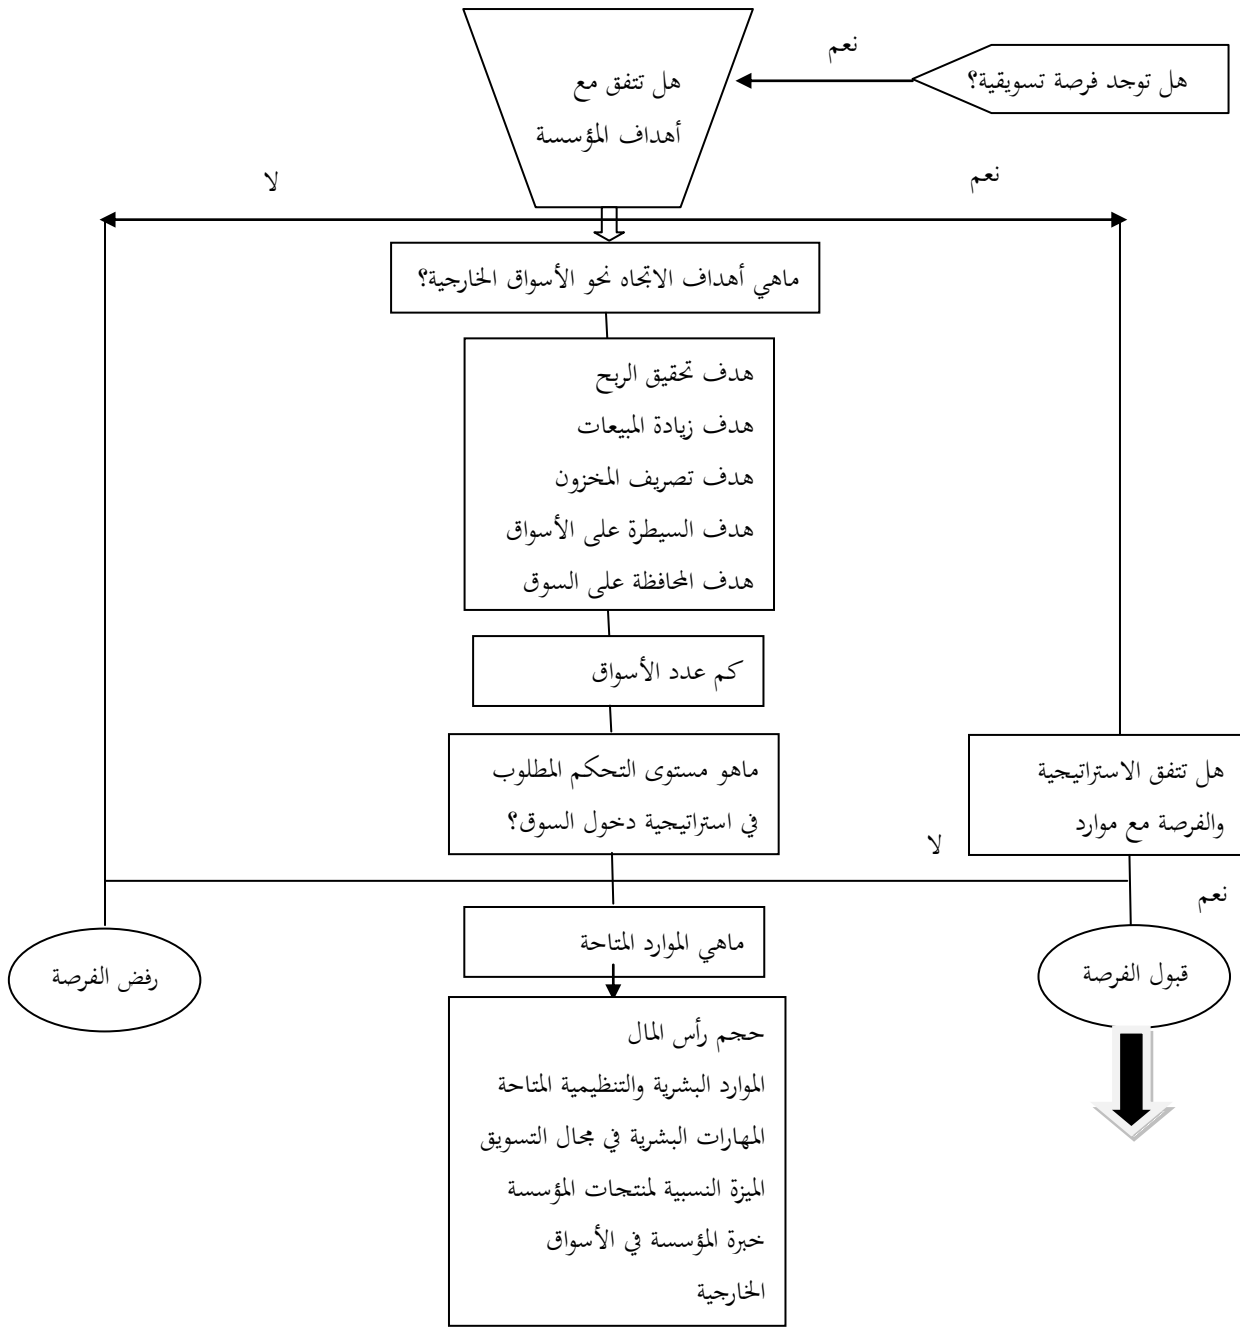 نعم
هل توجد فرصة تسويقية؟
هل تتفق مع
أهداف المؤسسة
نعم
لا
ماهي أهداف الاتجاه نحو الأسواق الخارجية؟
هدف تحقيق الربح
هدف زيادة المبيعات
هدف تصريف المخزون
هدف السيطرة على الأسواق
هدف المحافظة على السوق
كم عدد الأسواق
هل تتفق الاستراتيجية
والفرصة مع موارد
ماهو مستوى التحكم المطلوب
في استراتيجية دخول السوق؟
لا
نعم
ماهي الموارد المتاحة
قبول الفرصة
رفض الفرصة
حجم رأس المال
الموارد البشرية والتنظيمية المتاحة
المهارات البشرية في مجال التسويق
الميزة النسبية لمنتجات المؤسسة
خبرة المؤسسة في الأسواق
الخارجية